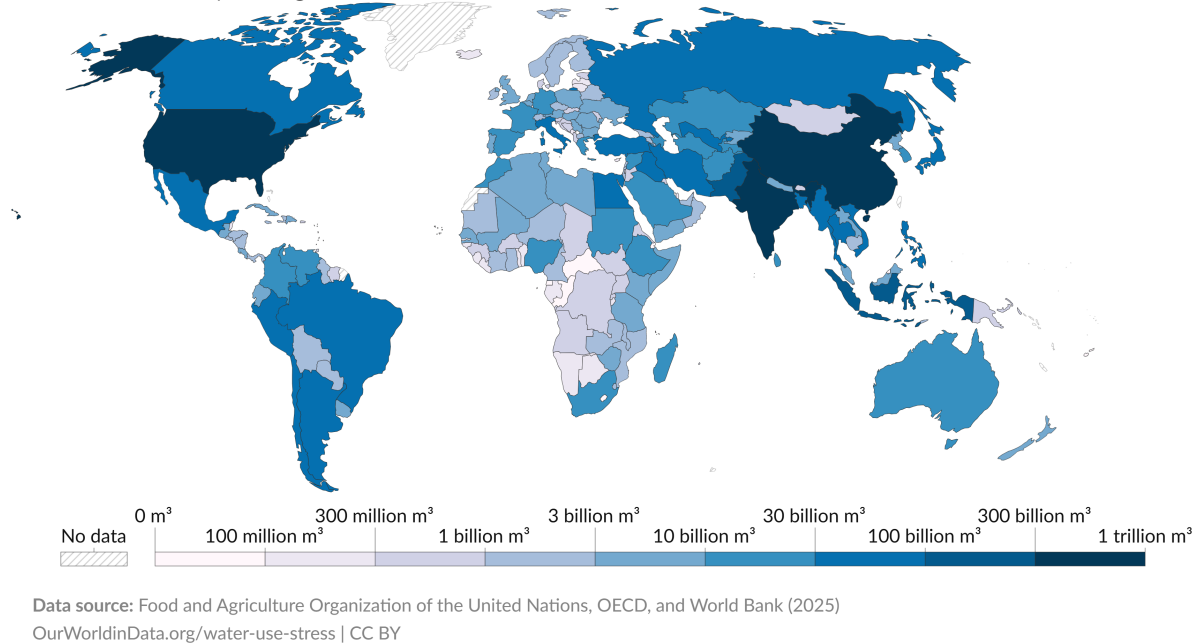 0 m³ 300 million m³ 3 billion m³ 30 billion m³ 300 billion m³
No data 100 million m³ 1 billion m³ 10 billion m³ 100 billion m³ 1 trillion m³
Data source: Food and Agriculture Organization of the United Nations, OECD, and World Bank (2025)
OurWorldinData.org/water-use-stress | CC BY